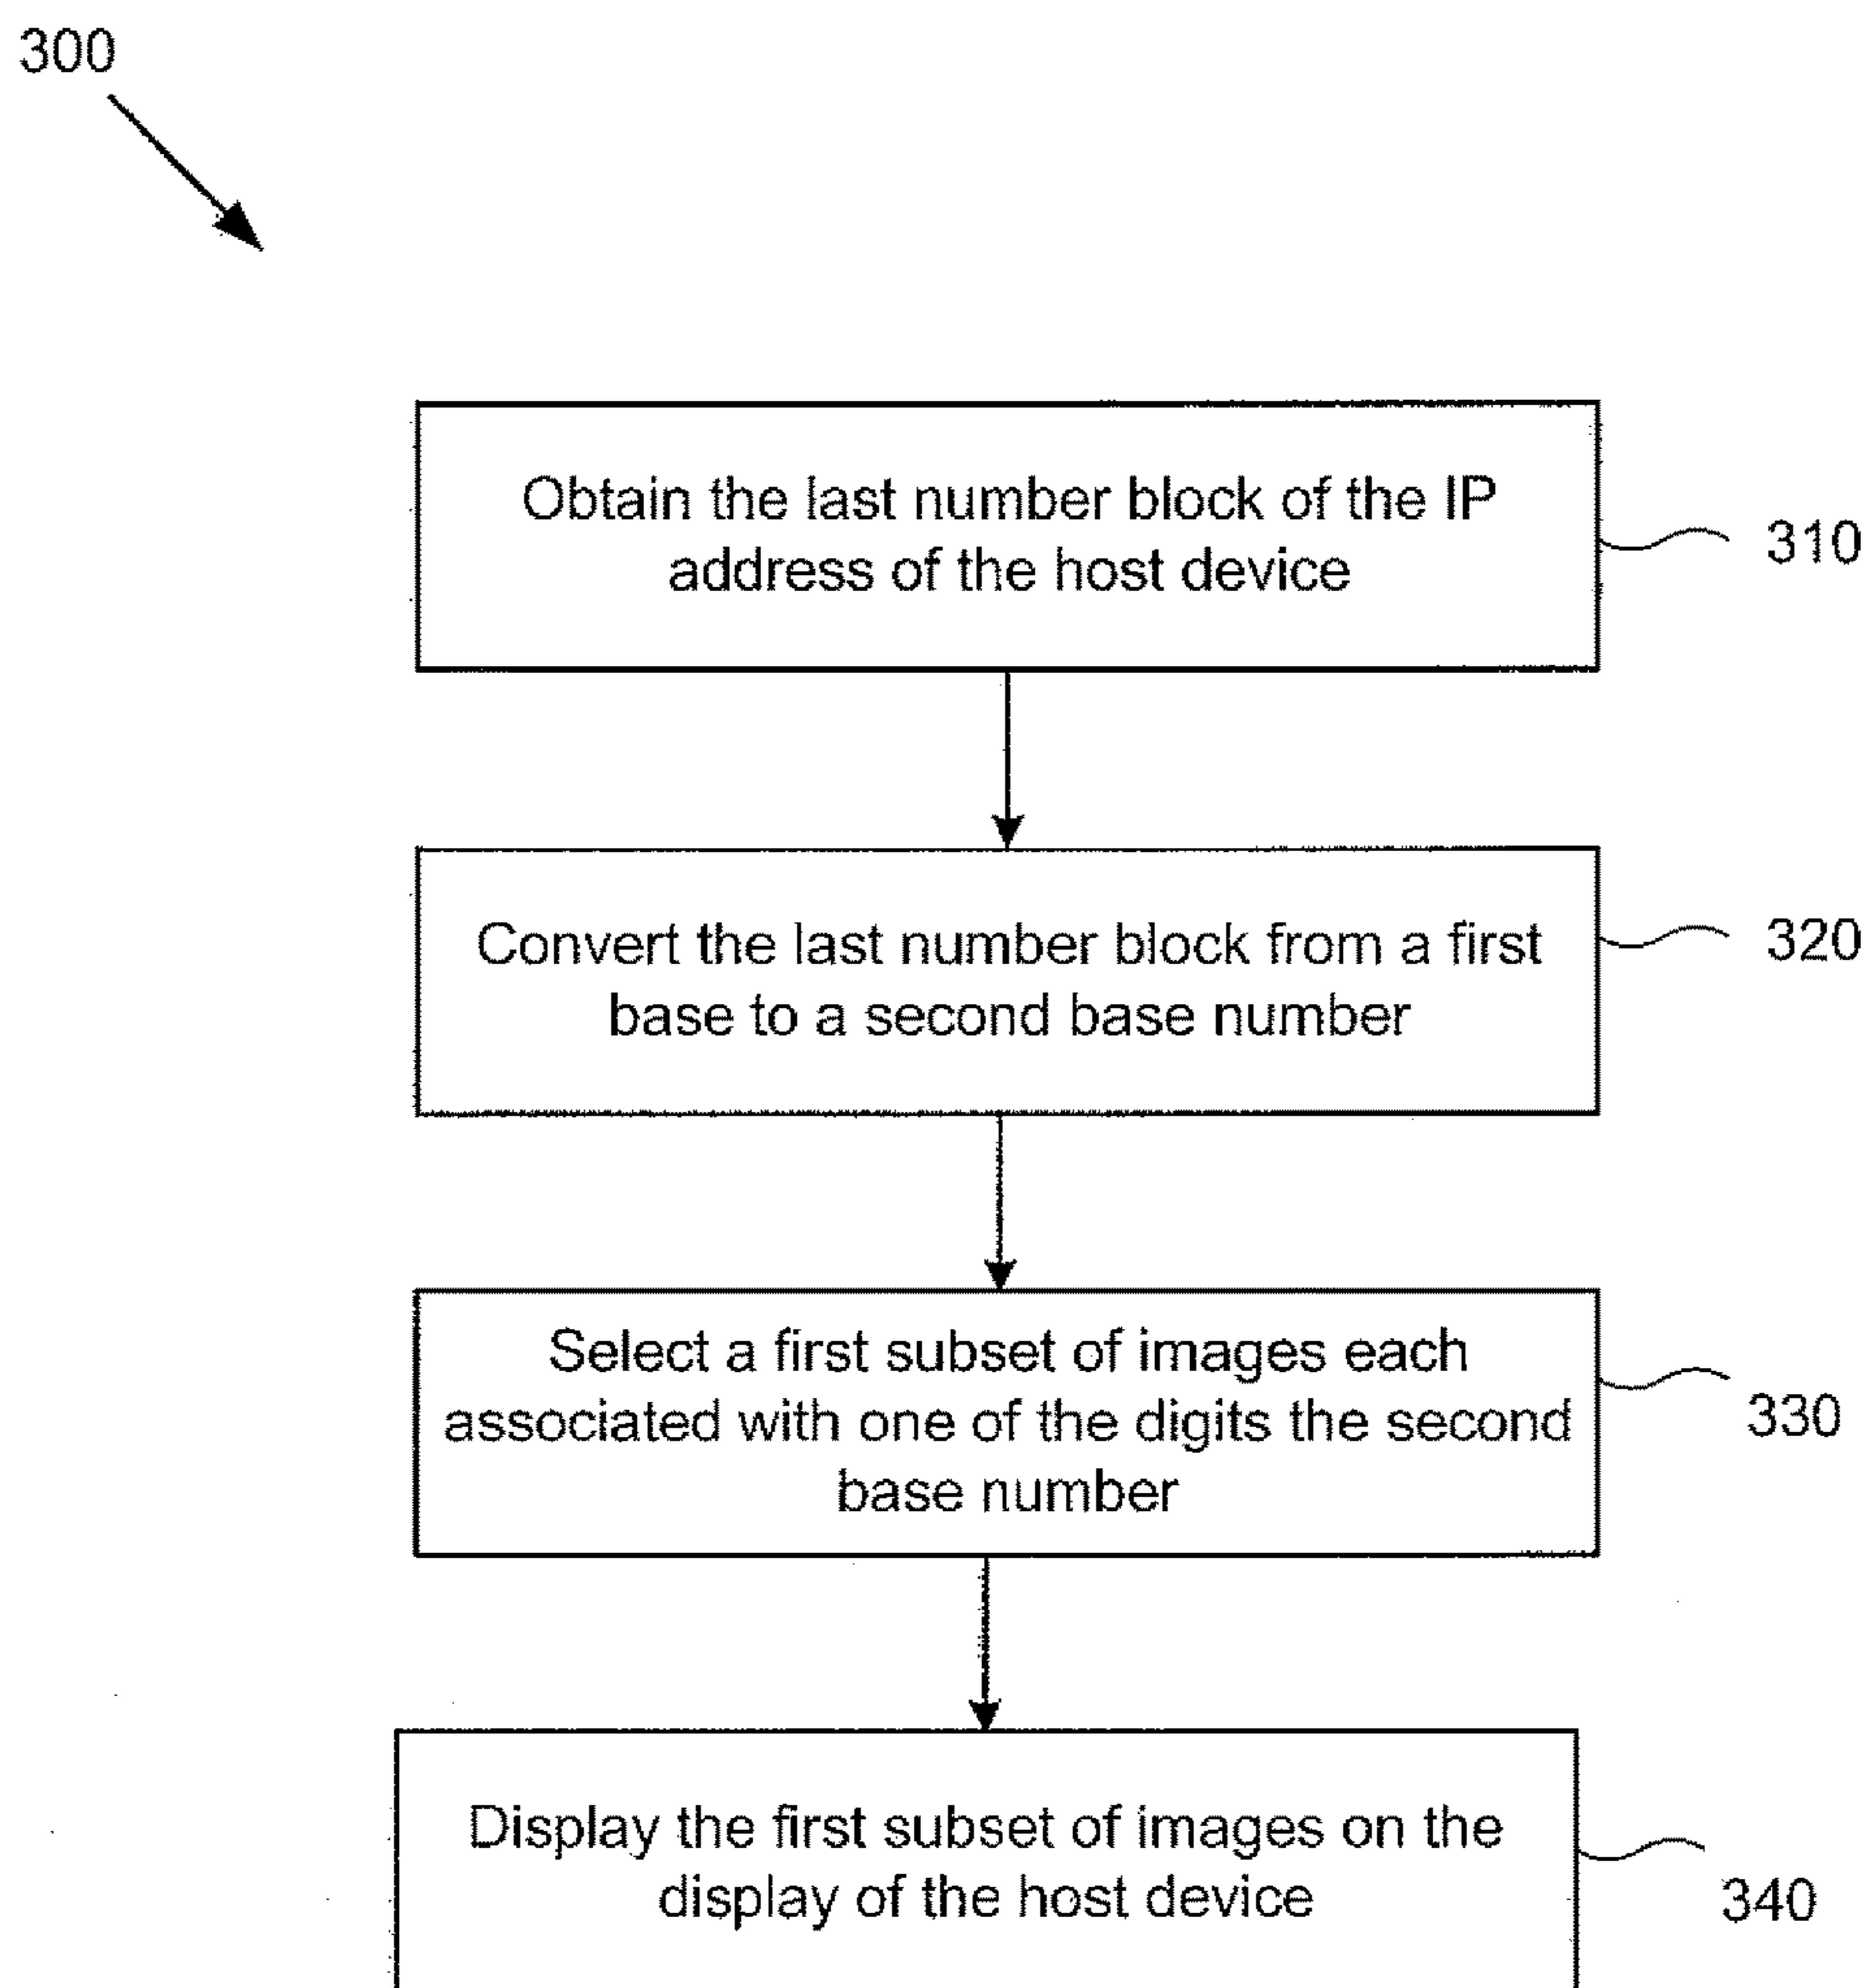 300
Obtain the last number block of the IP
address of the host device
310
Convert the last number block from a first
base to a second base number
320
Select a first subset of images each
associated with one of the digits the second
base number
330
Display the first subset of images on the
display of the host device
340